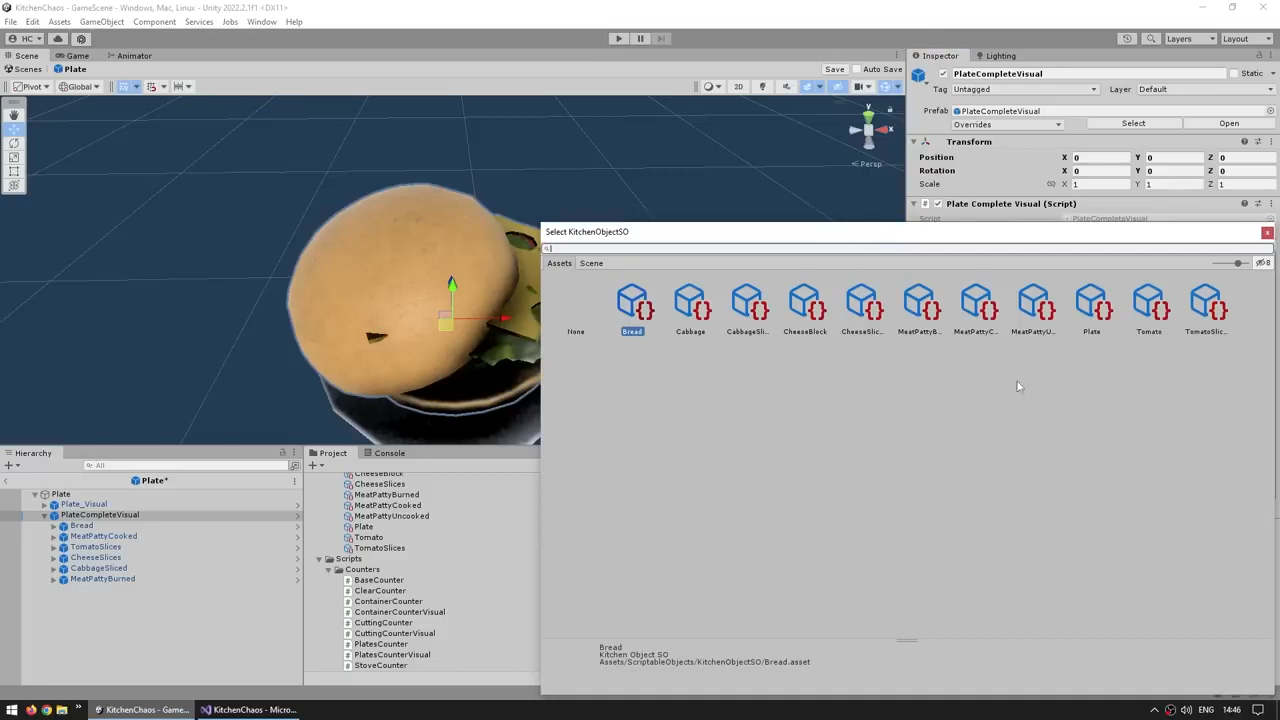 KitchenChaos - GameScene - Windows, Mac, Linux - Unity 2022.2.1f1 <DX11>
File Edit Assets GameObject Component Services Jobs Window Help
HC Layers Layout
Scene Game Animator Inspector Lighting
Scenes Plate Save Auto Save
PlateCompleteVisual Static
Pivot Global 2D
Tag Untagged Layer Default
Prefab PlateCompleteVisual
Overrides Select Open
y
x
Persp
Transform
Position X 0 Y 0 Z 0
Rotation X 0 Y 0 Z 0
Scale X 1 Y 1 Z 1
Plate Complete Visual (Script)
Script PlateCompleteVisual
Select KitchenObjectSO
Assets Scene 8
None Bread Cabbage CabbageSli... CheeseBlock CheeseSlic... MeatPattyB... MeatPattyC... MeatPattyU... Plate Tomato TomatoSlic...
Bread
Kitchen Object SO
Assets/ScriptableObjects/KitchenObjectSO/Bread.asset
Hierarchy
All
Plate*
Plate
Plate_Visual
PlateCompleteVisual
Bread
MeatPattyCooked
TomatoSlices
CheeseSlices
CabbageSliced
MeatPattyBurned
Project Console
CheeseBlock
CheeseSlices
MeatPattyBurned
MeatPattyCooked
MeatPattyUncooked
Plate
Tomato
TomatoSlices
Scripts
Counters
BaseCounter
ClearCounter
ContainerCounter
ContainerCounterVisual
CuttingCounter
CuttingCounterVisual
PlatesCounter
PlatesCounterVisual
StoveCounter
KitchenChaos - Game... KitchenChaos - Micro... ENG 14:46